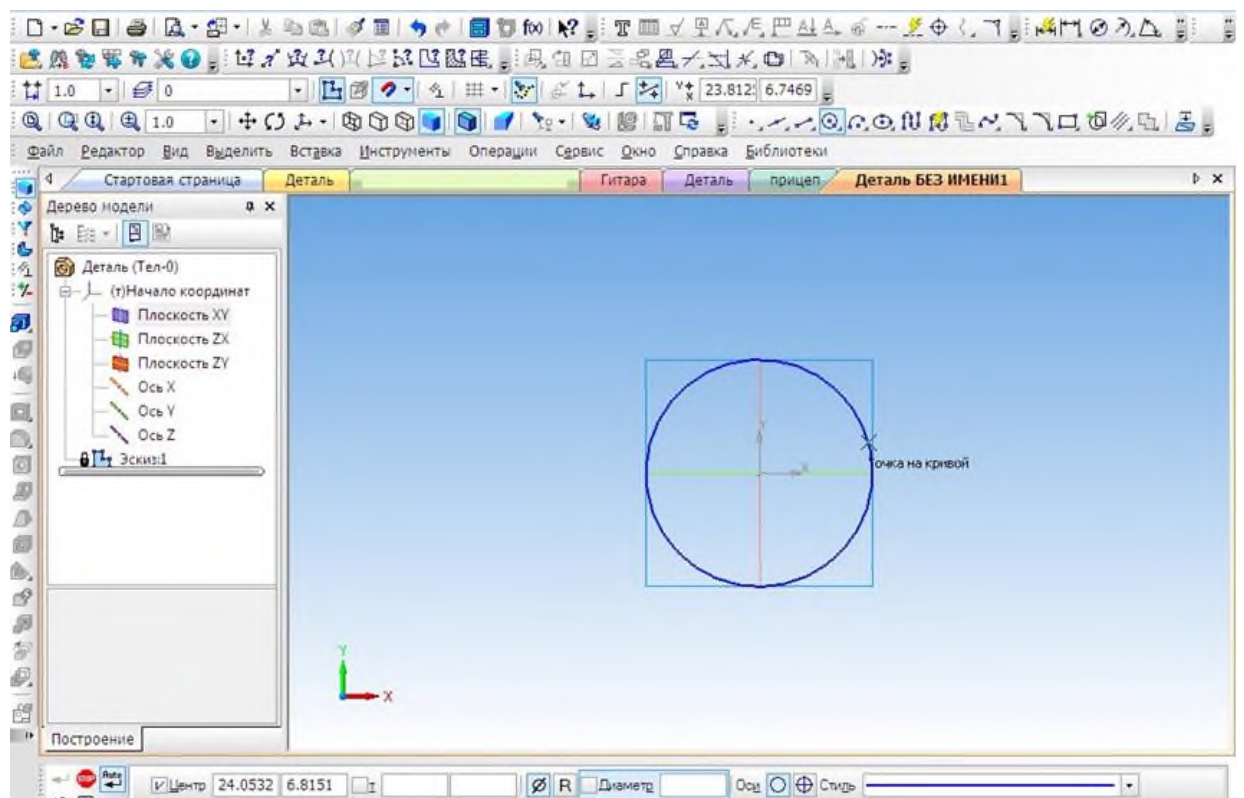 T
f(x)
1.0 0 23.812 6.7469
1.0
Файл Редактор Вид Выделить Вставка Инструменты Операции Сервис Окно Справка Библиотеки
Стартовая страница Деталь Гитара Деталь прицеп Деталь БЕЗ ИМЕНИ1
Дерево модели
Деталь (Тел-0)
(т)Начало координат
Плоскость XY
Плоскость ZX
Плоскость ZY
Ось X
Ось Y
Ось Z
Эскиз:1
Y
X
очка на кривой
Y
X
Построение
STOP Auto Центр 24.0532 6.8151 т Ø R Диаметр Оси Стиль